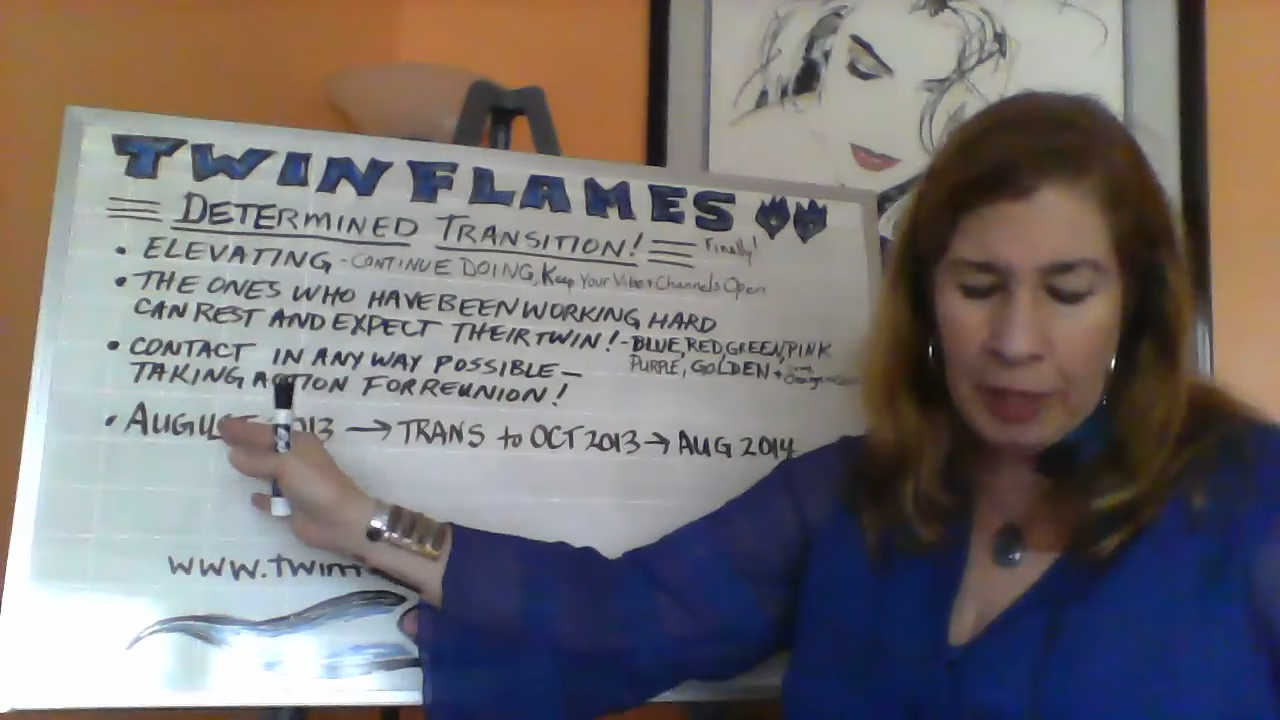 TWIN FLAMES
DETERMINED TRANSITION! Finally!
• ELEVATING - CONTINUE DOING, Keep Your Vibe + Channels Open
• THE ONES WHO HAVE BEEN WORKING HARD
CAN REST AND EXPECT THEIR TWIN! - BLUE, RED, GREEN, PINK
PURPLE, GOLDEN +
• CONTACT IN ANY WAY POSSIBLE -
TAKING ACTION FOR REUNION!
• AUGUST 2013 → TRANS to OCT 2013 → AUG 2014
www.twin